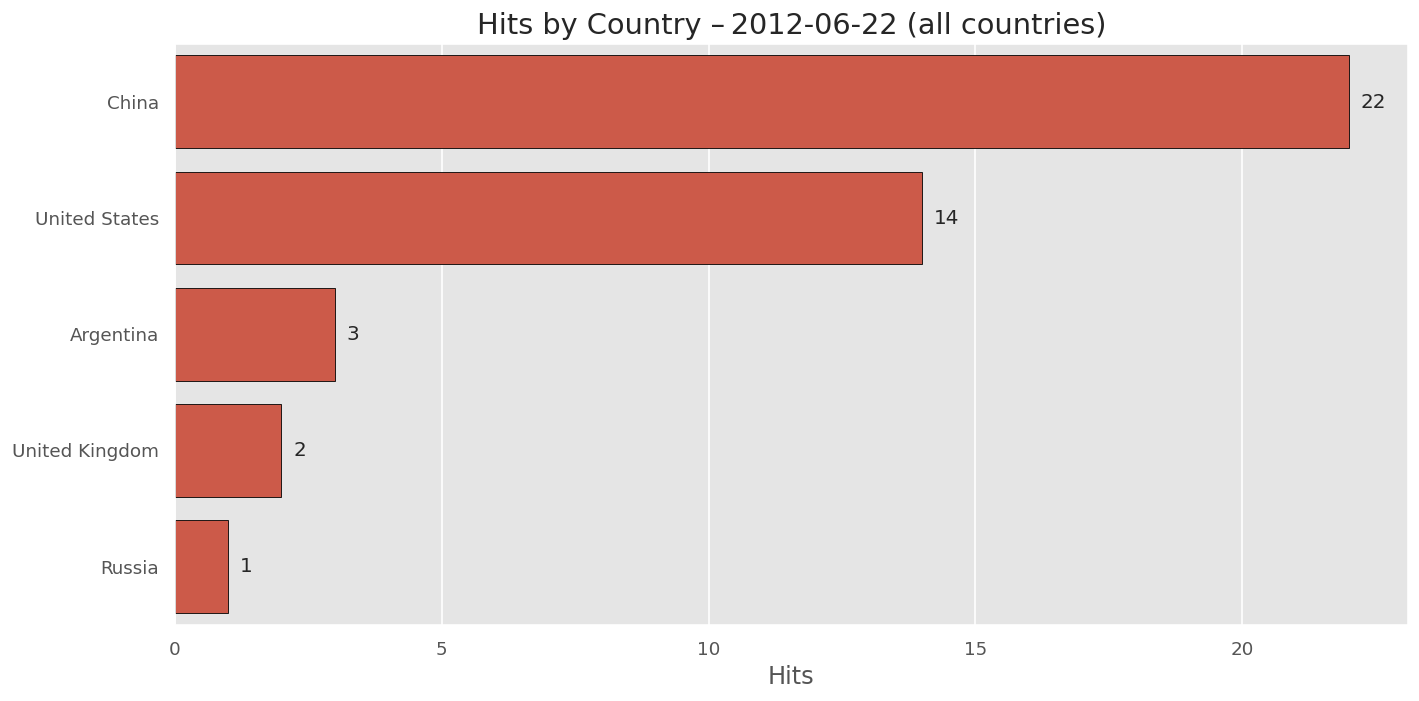 Hits by Country – 2012-06-22 (all countries)
China
22
United States
14
Argentina
3
United Kingdom
2
Russia
1
0 5 10 15 20
Hits